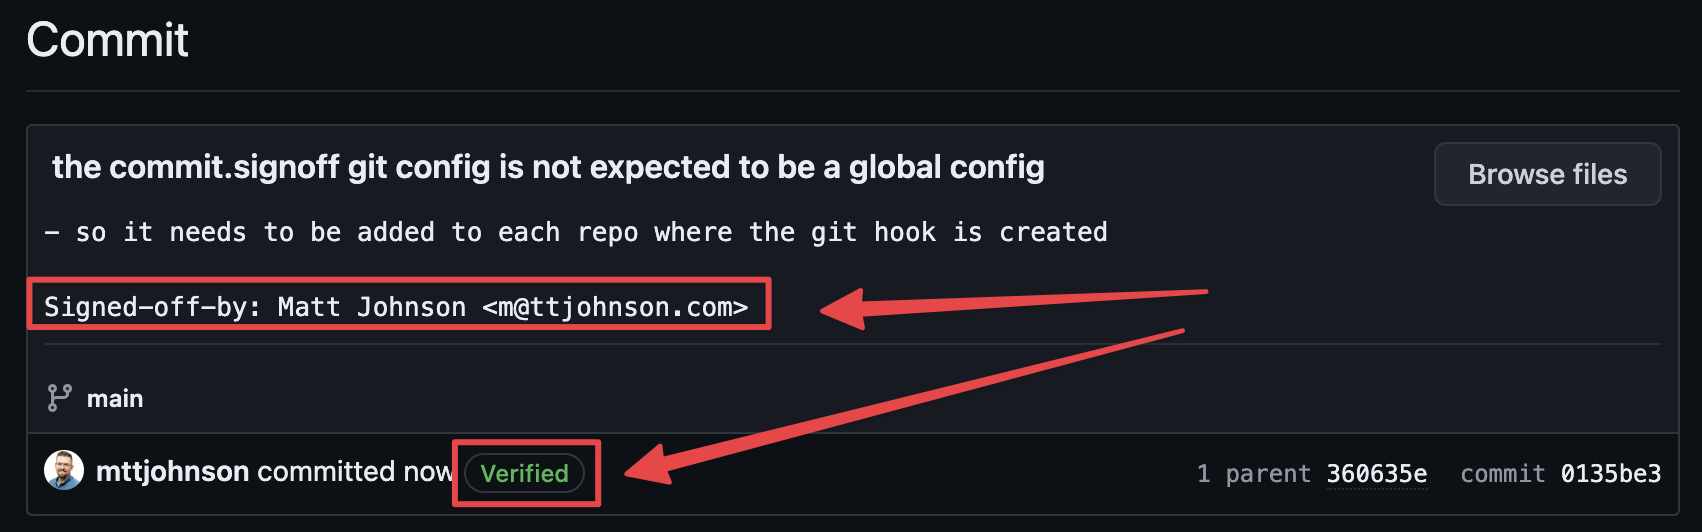 Commit
the commit.signoff git config is not expected to be a global config
Browse files
– so it needs to be added to each repo where the git hook is created
Signed-off-by: Matt Johnson <m@ttjohnson.com>
main
mttjohnson committed now Verified 1 parent 360635e commit 0135be3